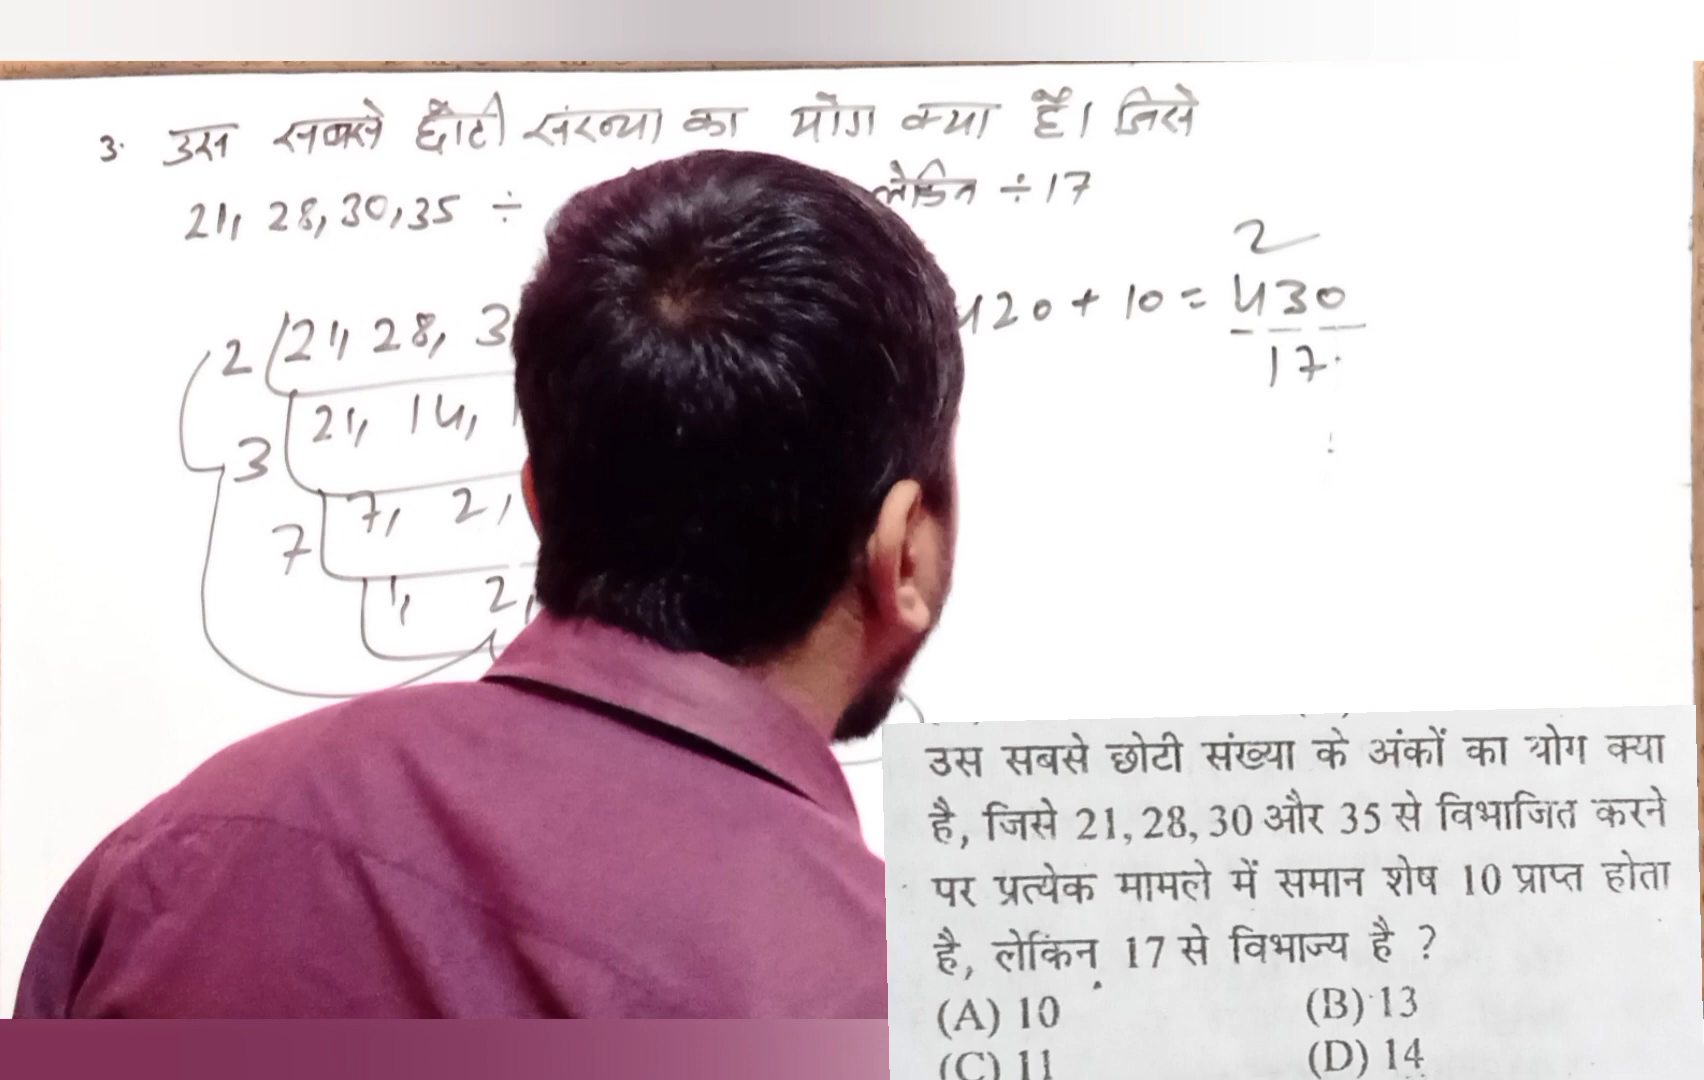 3. उस सबसे छोटी संख्या का योग क्या है। जिसे
21, 28, 30, 35 ÷ लेकिन ÷ 17
2
2 21, 28, 3 420 + 10 = 430
17
3 21, 14,
7 7, 2,
1, 2,
उस सबसे छोटी संख्या के अंकों का योग क्या
है, जिसे 21, 28, 30 और 35 से विभाजित करने
पर प्रत्येक मामले में समान शेष 10 प्राप्त होता
है, लेकिन 17 से विभाज्य है ?
(A) 10 (B) 13
(C) 11 (D) 14